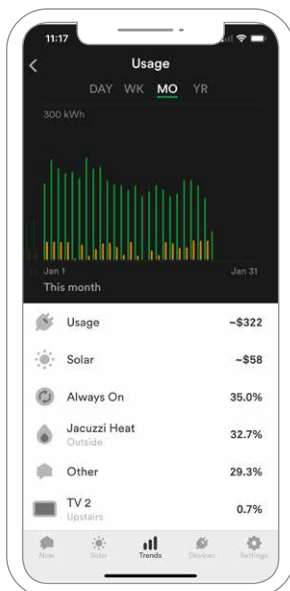 11:17
Usage
DAY WK MO YR
300 kWh
Jan 1 Jan 31
This month
Usage ~$322
Solar ~$58
Always On 35.0%
Jacuzzi Heat 32.7%
Outside
Other 29.3%
TV 2 0.7%
Upstairs
Now Solar Trends Devices Settings